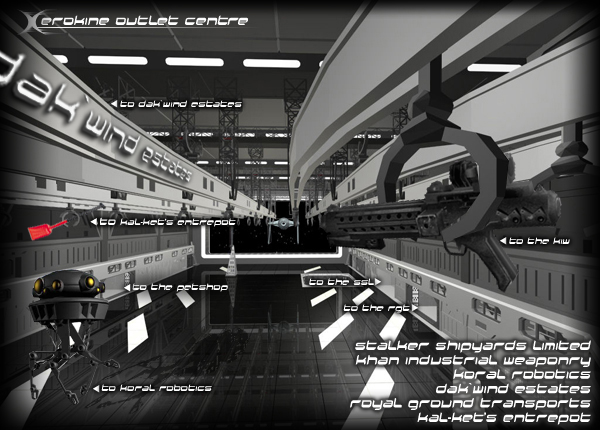 Xerokine Outlet Centre
dak'wind estates
to dak'wind estates
to kal-ket's entrepot
to the kiw
to the petshop
to the ssl
to the rgt
to koral robotics
stalker shipyards limited
khan industrial weaponry
koral robotics
dak'wind estates
royal ground transports
kal-ket's entrepot